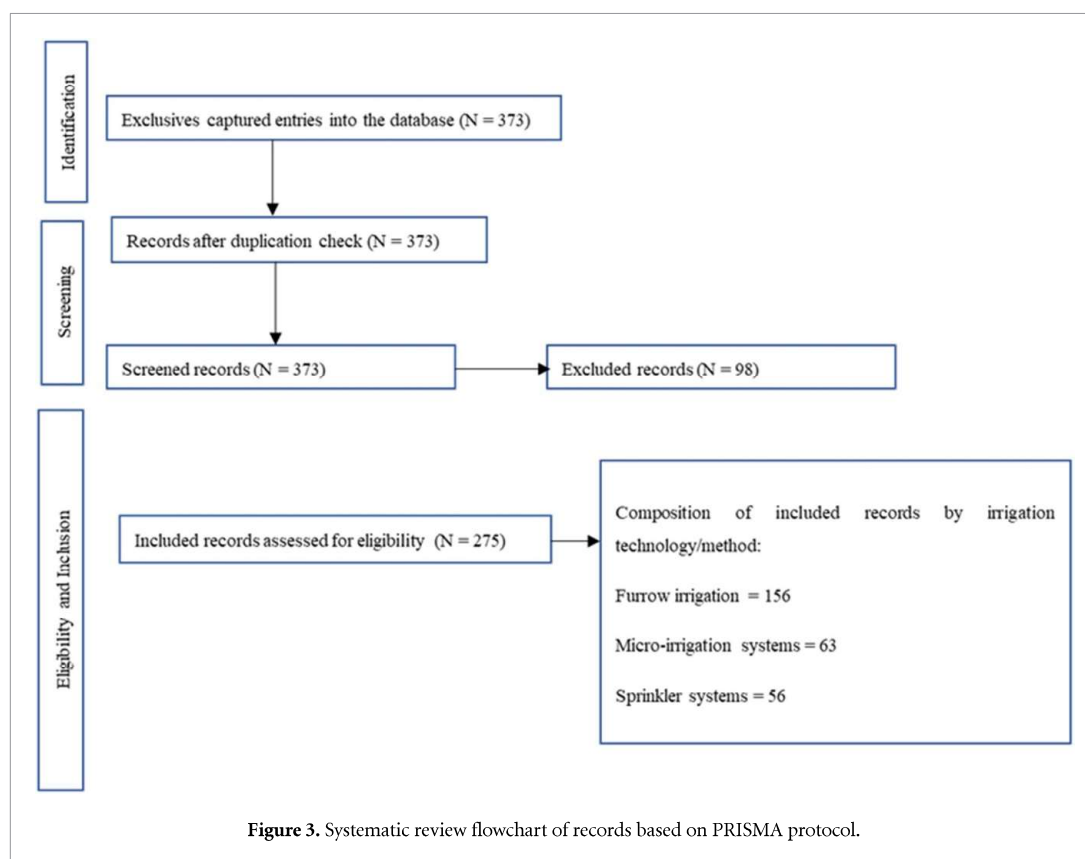 Identification
Exclusives captured entries into the database (N = 373)
Screening
Records after duplication check (N = 373)
Screened records (N = 373)
Excluded records (N = 98)
Eligibility and Inclusion
Included records assessed for eligibility (N = 275)
Composition of included records by irrigation
technology/method:
Furrow irrigation = 156
Micro-irrigation systems = 63
Sprinkler systems = 56
Figure 3. Systematic review flowchart of records based on PRISMA protocol.